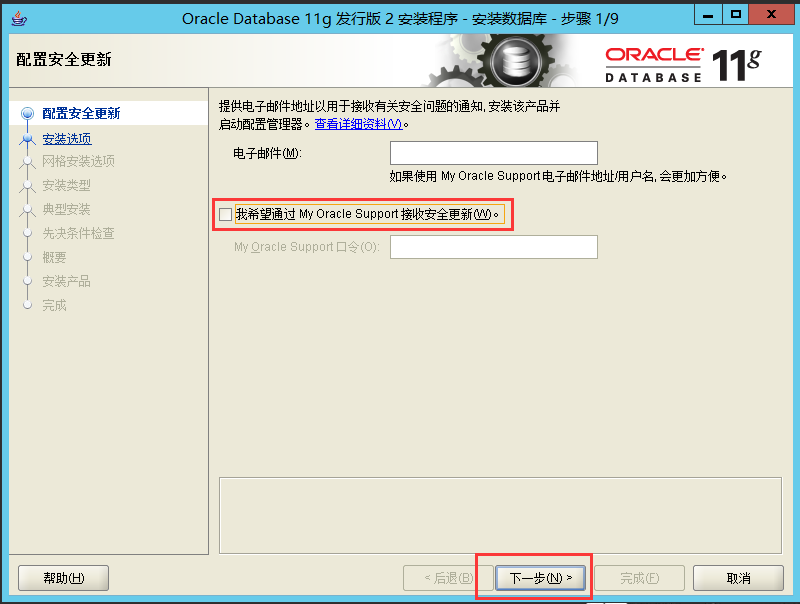 Oracle Database 11g 发行版 2 安装程序 - 安装数据库 - 步骤 1/9
配置安全更新
ORACLE
DATABASE
11g
配置安全更新
安装选项
网格安装选项
安装类型
典型安装
先决条件检查
概要
安装产品
完成
提供电子邮件地址以用于接收有关安全问题的通知, 安装该产品并
启动配置管理器。查看详细资料(V)。
电子邮件(M):
如果使用 My Oracle Support 电子邮件地址/用户名, 会更加方便。
我希望通过 My Oracle Support 接收安全更新(W)。
My Oracle Support 口令(O):
帮助(H)
< 后退(B)
下一步(N) >
完成(F)
取消